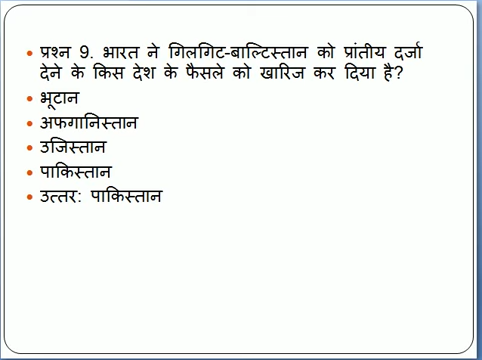 • प्रश्न 9. भारत ने गिलगिट-बाल्टिस्तान को प्रांतीय दर्जा
देने के किस देश के फैसले को खारिज कर दिया है?
• भूटान
• अफगानिस्तान
• उजिस्तान
• पाकिस्तान
• उत्तर: पाकिस्तान